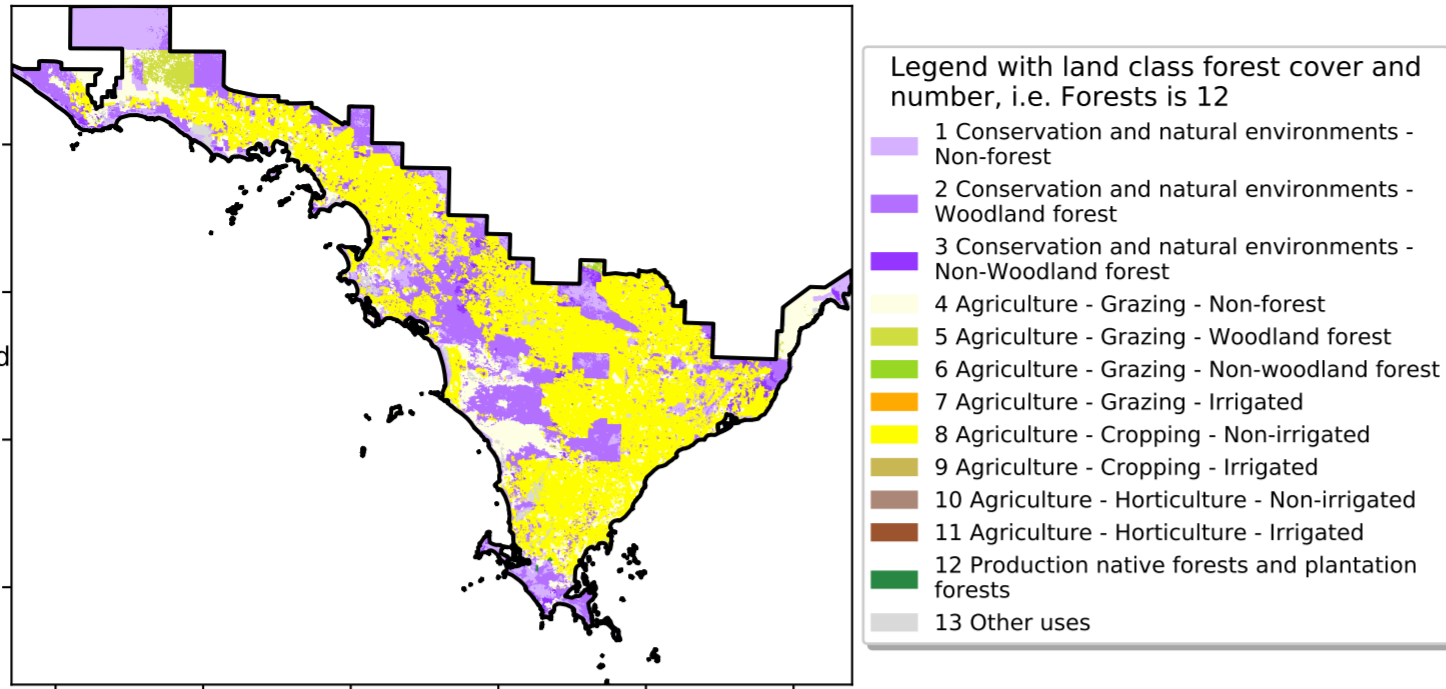 d
Legend with land class forest cover and
number, i.e. Forests is 12
1 Conservation and natural environments -
Non-forest
2 Conservation and natural environments -
Woodland forest
3 Conservation and natural environments -
Non-Woodland forest
4 Agriculture - Grazing - Non-forest
5 Agriculture - Grazing - Woodland forest
6 Agriculture - Grazing - Non-woodland forest
7 Agriculture - Grazing - Irrigated
8 Agriculture - Cropping - Non-irrigated
9 Agriculture - Cropping - Irrigated
10 Agriculture - Horticulture - Non-irrigated
11 Agriculture - Horticulture - Irrigated
12 Production native forests and plantation
forests
13 Other uses